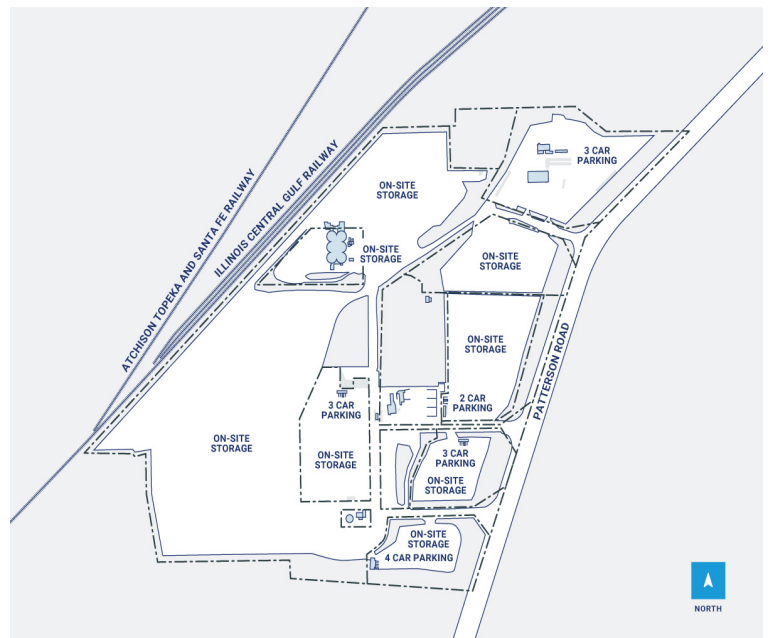 3 CAR
PARKING
ON-SITE
STORAGE
ATCHISON TOPEKA AND SANTA FE RAILWAY
ILLINOIS CENTRAL GULF RAILWAY
ON-SITE
STORAGE
ON-SITE
STORAGE
ON-SITE
STORAGE
PATTERSON ROAD
3 CAR
PARKING
2 CAR
PARKING
ON-SITE
STORAGE
ON-SITE
STORAGE
3 CAR
PARKING
ON-SITE
STORAGE
ON-SITE
STORAGE
4 CAR PARKING
NORTH